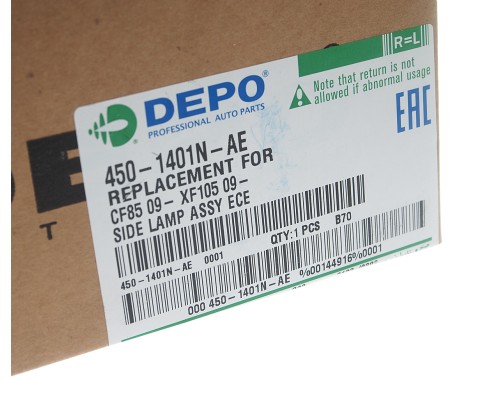 R=L
DEPO®
PROFESSIONAL AUTO PARTS
Note that return is not
allowed if abnormal usage
EAC
450-1401N-AE
REPLACEMENT FOR
CF85 09- XF105 09-
SIDE LAMP ASSY ECE
450-1401N-AE 0001
QTY:1 PCS B70
000 450-1401N-AE %00144916%0001